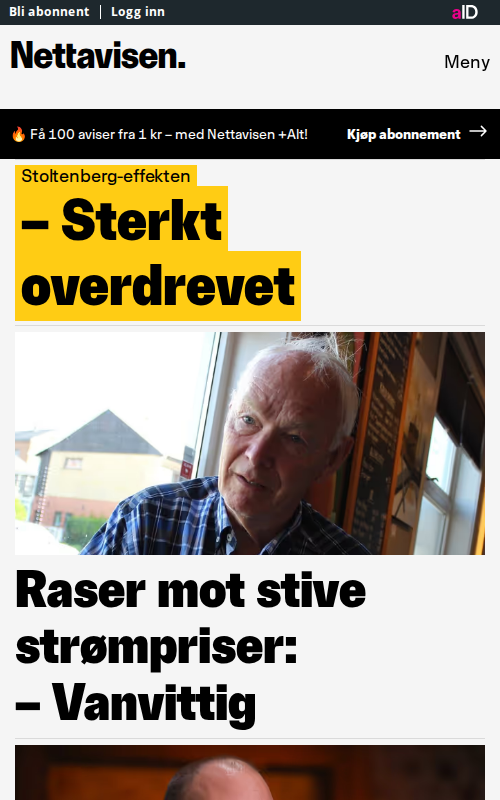 Bli abonnent | Logg inn aID
Nettavisen.
Meny
🔥 Få 100 aviser fra 1 kr – med Nettavisen +Alt! Kjøp abonnement →
Stoltenberg-effekten
– Sterkt
overdrevet
Raser mot stive
strømpriser:
– Vanvittig